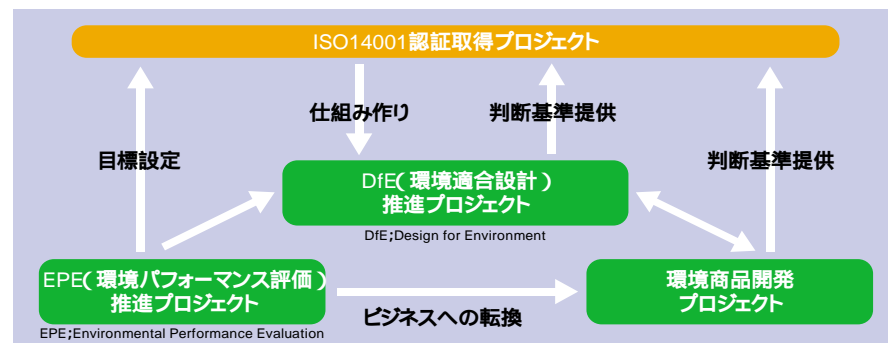 ISO14001認証取得プロジェクト
仕組み作り
判断基準提供
目標設定
判断基準提供
DfE(環境適合設計)
推進プロジェクト
DfE;Design for Environment
EPE(環境パフォーマンス評価)
推進プロジェクト
環境商品開発
プロジェクト
ビジネスへの転換
EPE;Environmental Performance Evaluation